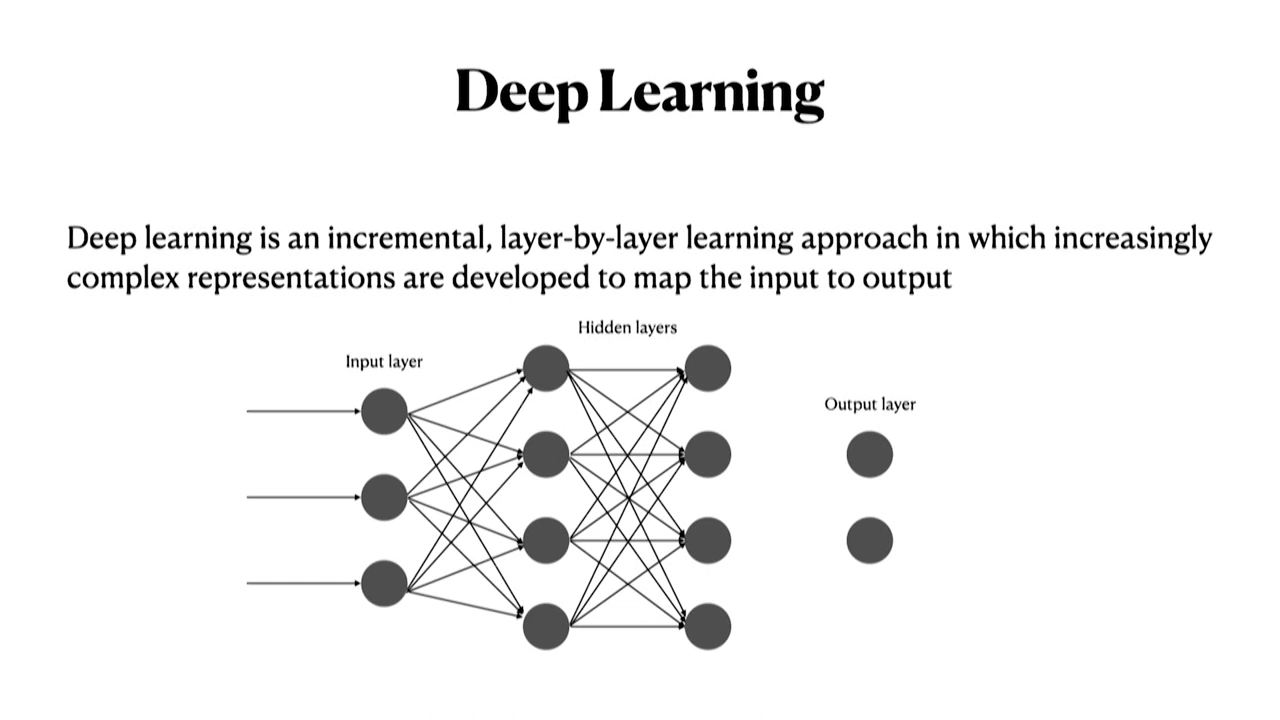 Deep Learning
Deep learning is an incremental, layer-by-layer learning approach in which increasingly
complex representations are developed to map the input to output
Hidden layers
Input layer
Output layer